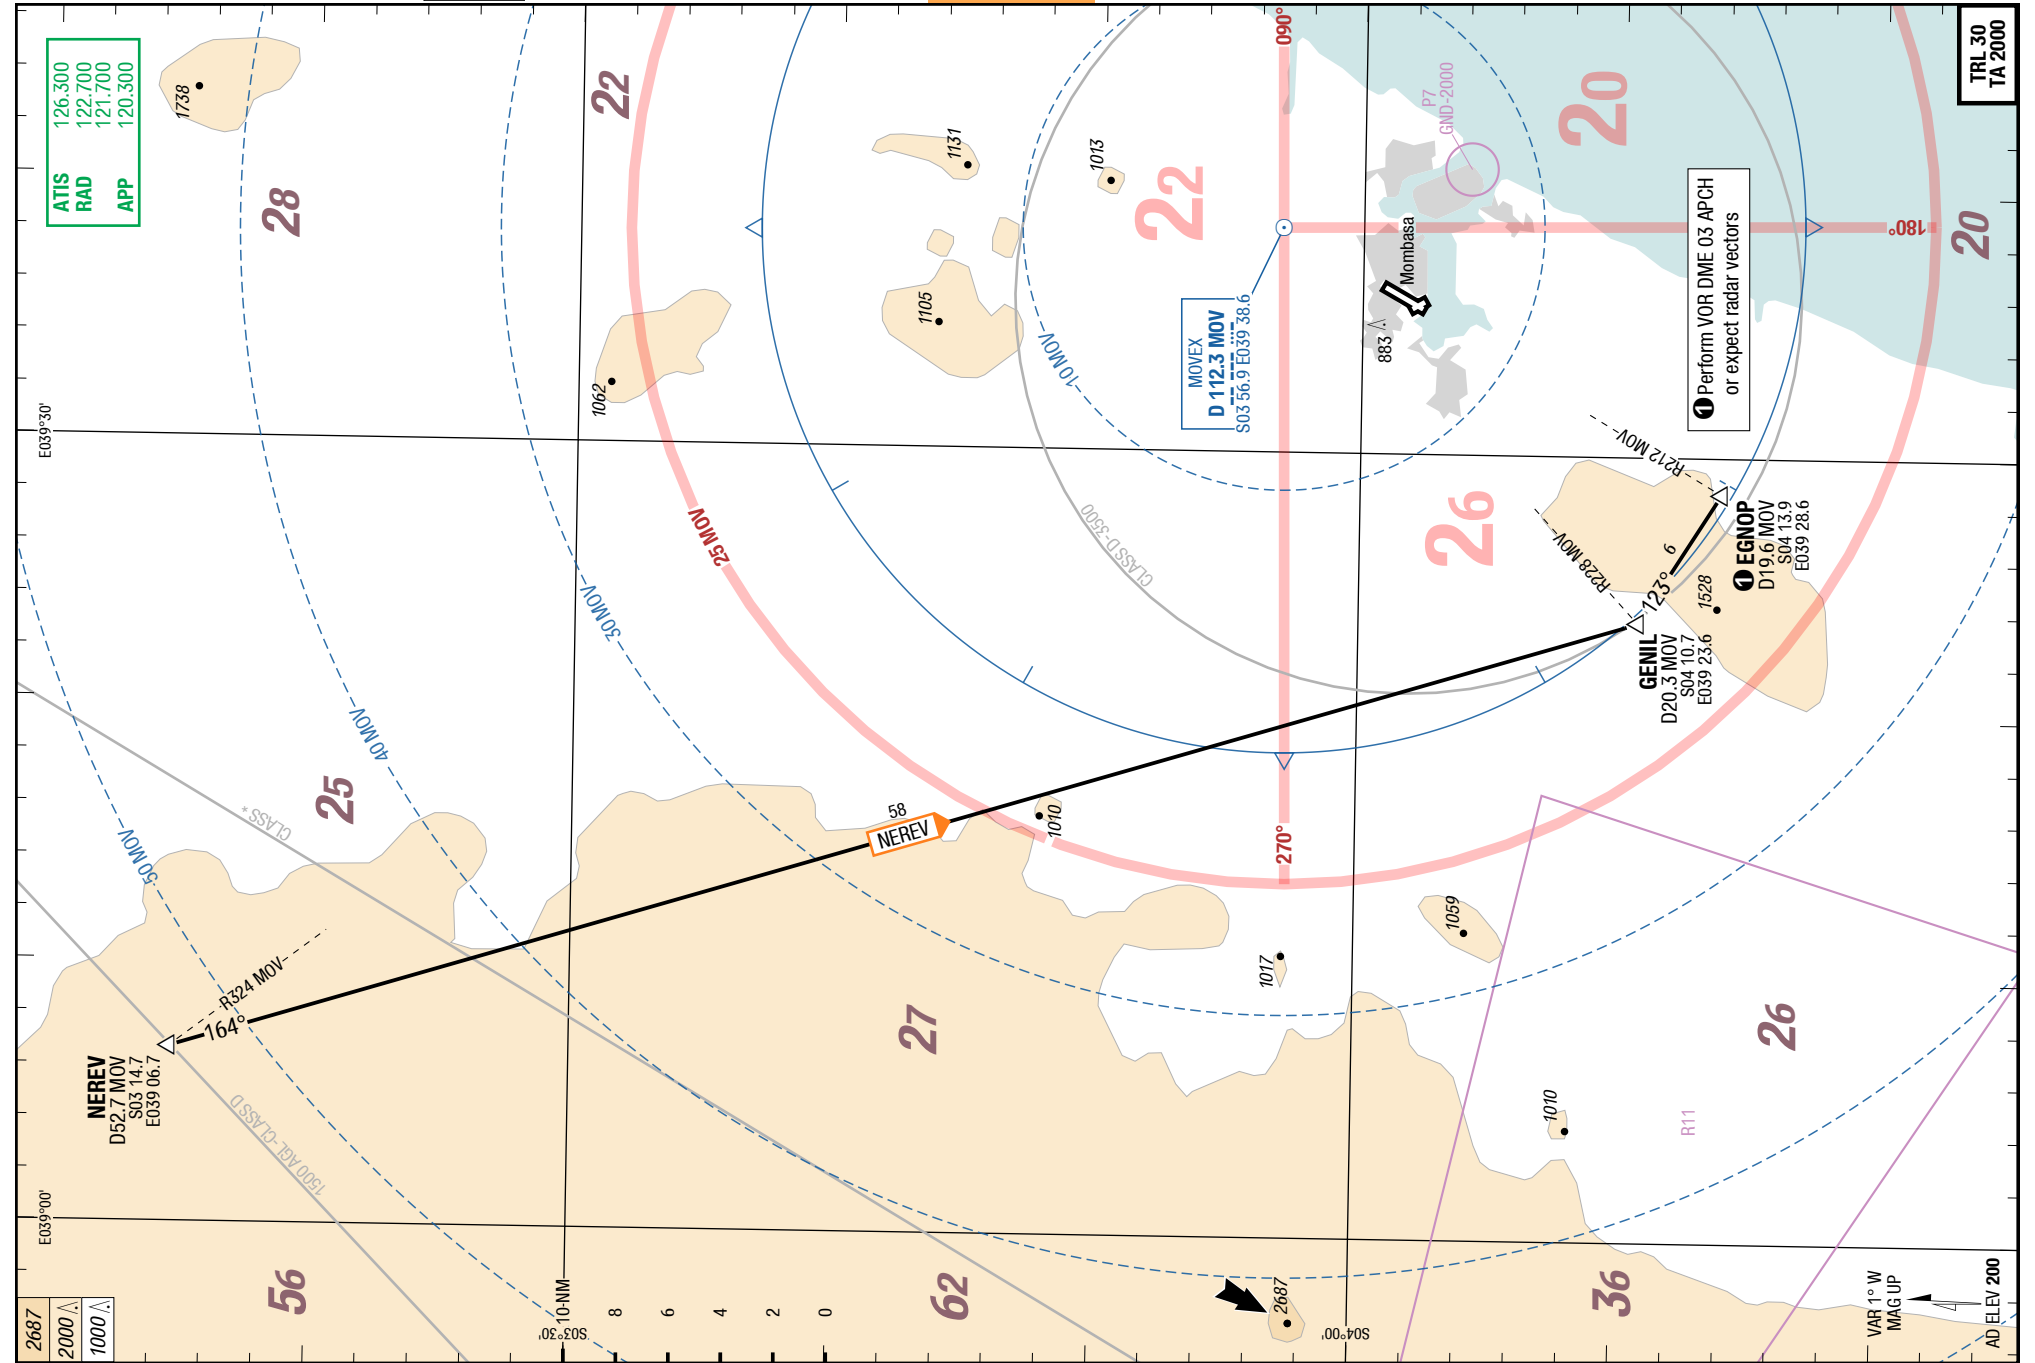 ATIS 126.300
RAD 122.700
121.700
APP 120.300
TRL 30
TA 2000
1738
28
22
1131
1013
22
P7
GND-2000
20
20
090°
180°
270°
1105
1062
10 MOV
MOVEX
D 112.3 MOV
S03 56.9 E039 38.6
Mombasa
883
❶ Perform VOR DME 03 APCH
or expect radar vectors
E039°30'
25 MOV
30 MOV
40 MOV
50 MOV
CLASS D-3500
26
R212 MOV
R228 MOV
6
123°
❶ EGNOP
D19.6 MOV
S04 13.9
E039 28.6
1528
GENIL
D20.3 MOV
S04 10.7
E039 23.6
25
CLASS*
58
NEREV
1010
1059
1017
27
26
R324 MOV
164°
NEREV
D52.7 MOV
S03 14.7
E039 06.7
1500 AGL-CLASS D
1010
R11
E039°00'
56
62
36
2687
2687
2000
1000
10-NM
8
6
4
2
0
S03°30'
S04°00'
VAR 1° W
MAG UP
AD ELEV 200